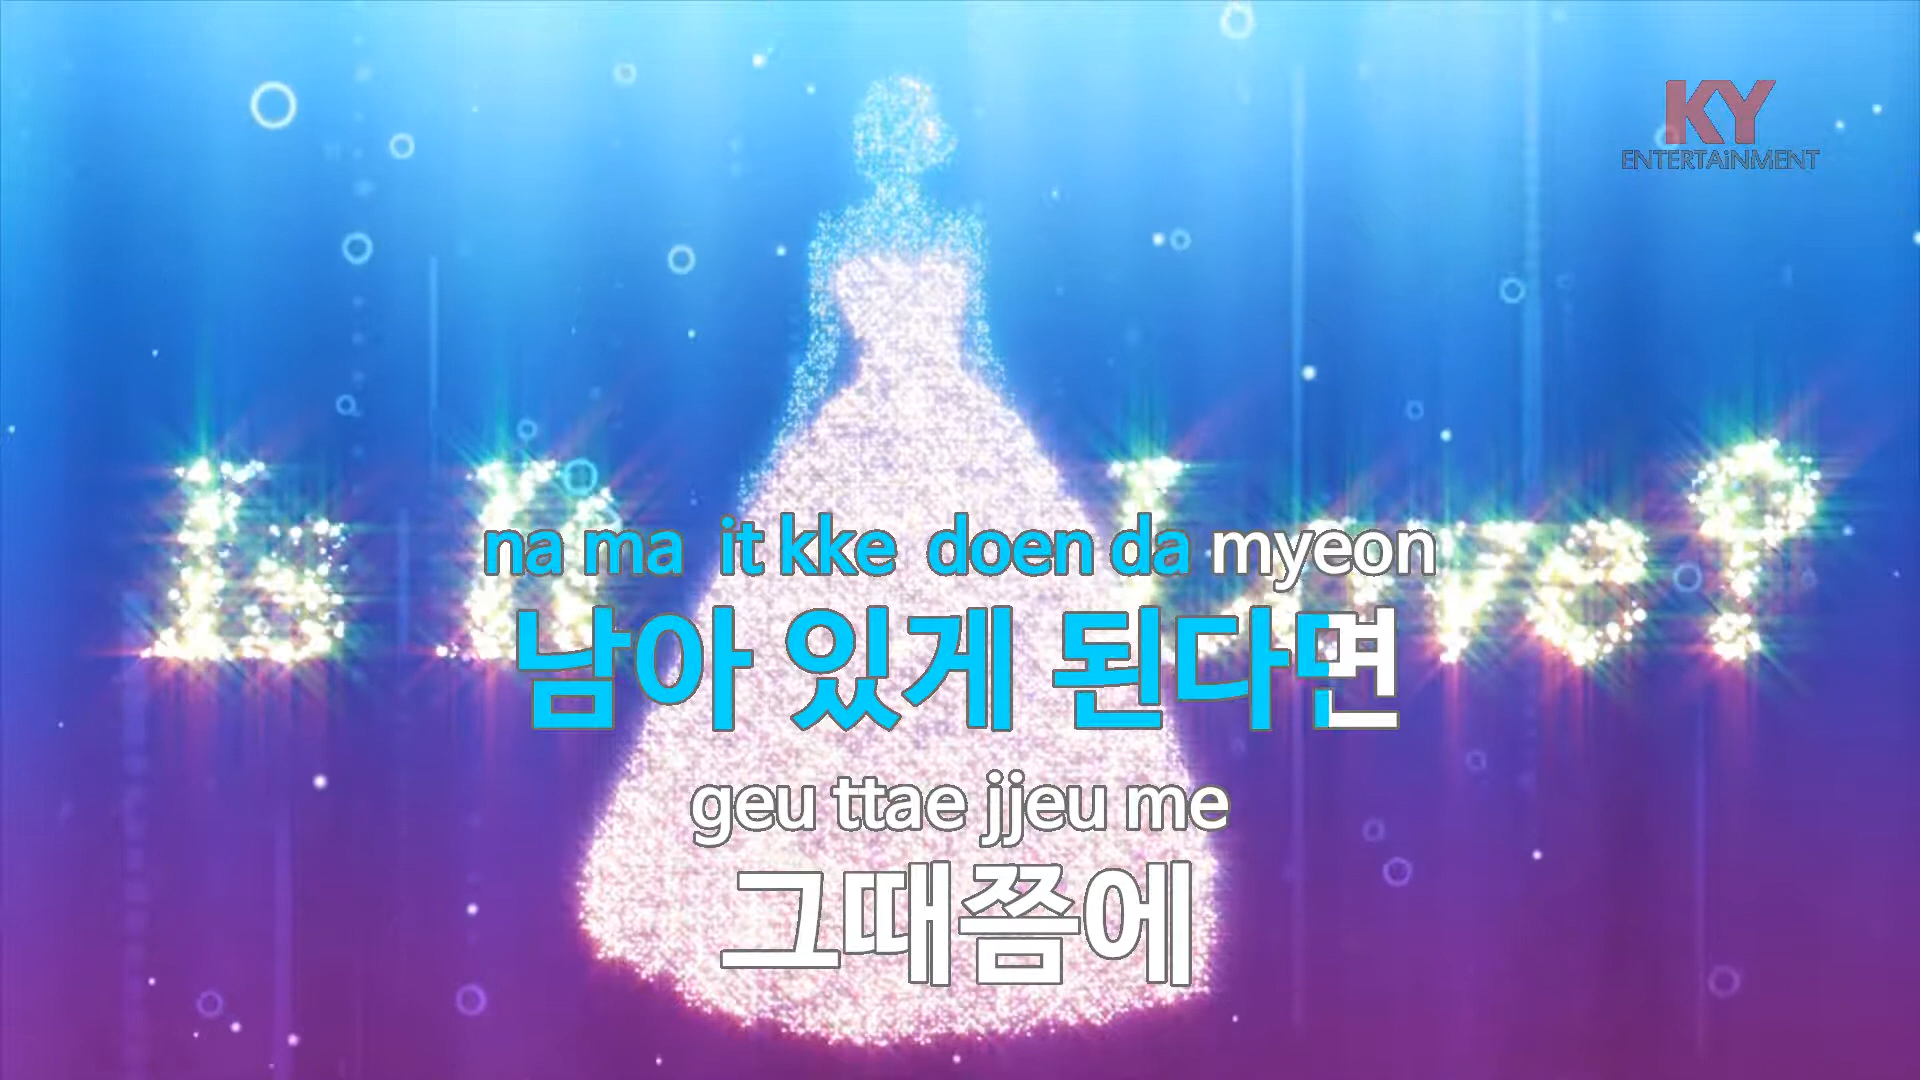 KY
ENTERTAiNMENT
na ma it kke doen da myeon
남아 있게 된다면
geu ttae jjeu me
그때쯤에